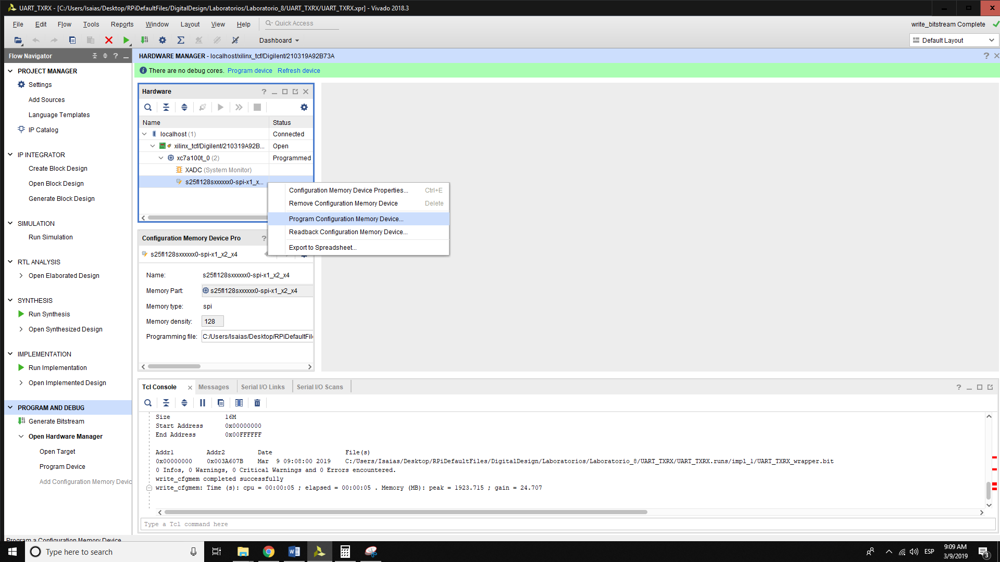 UART_TXRX - [C:/Users/Isaias/Desktop/RPiDefaultFiles/DigitalDesign/Laboratorios/Laboratorio_8/UART_TXRX/UART_TXRX.xpr] - Vivado 2018.3
File Edit Flow Tools Reports Window Layout View Help Quick Access
write_bitstream Complete
Dashboard
Default Layout
Flow Navigator
HARDWARE MANAGER - localhost/xilinx_tcf/Digilent/210319A92B73A
There are no debug cores. Program device Refresh device
PROJECT MANAGER
Settings
Add Sources
Language Templates
IP Catalog
IP INTEGRATOR
Create Block Design
Open Block Design
Generate Block Design
SIMULATION
Run Simulation
RTL ANALYSIS
Open Elaborated Design
SYNTHESIS
Run Synthesis
Open Synthesized Design
IMPLEMENTATION
Run Implementation
Open Implemented Design
PROGRAM AND DEBUG
Generate Bitstream
Open Hardware Manager
Open Target
Program Device
Add Configuration Memory Devic
Program a Configuration Memory Device
Hardware
Name Status
localhost (1) Connected
xilinx_tcf/Digilent/210319A92B... Open
xc7a100t_0 (2) Programmed
XADC (System Monitor)
s25fl128sxxxxxx0-spi-x1_x...
Configuration Memory Device Properties... Ctrl+E
Remove Configuration Memory Device Delete
Program Configuration Memory Device...
Readback Configuration Memory Device...
Export to Spreadsheet...
Configuration Memory Device Pro
s25fl128sxxxxxx0-spi-x1_x2_x4
Name: s25fl128sxxxxxx0-spi-x1_x2_x4
Memory Part: s25fl128sxxxxxx0-spi-x1_x2_x4
Memory type: spi
Memory density: 128
Programming file: C:/Users/Isaias/Desktop/RPiDefaultFil
Tcl Console Messages Serial I/O Links Serial I/O Scans
Size 16M
Start Address 0x00000000
End Address 0x00FFFFFF
Addr1 Addr2 Date File(s)
0x00000000 0x003A607B Mar 9 09:08:00 2019 C:/Users/Isaias/Desktop/RPiDefaultFiles/DigitalDesign/Laboratorios/Laboratorio_8/UART_TXRX/UART_TXRX.runs/impl_1/UART_TXRX_wrapper.bit
0 Infos, 0 Warnings, 0 Critical Warnings and 0 Errors encountered.
write_cfgmem completed successfully
write_cfgmem: Time (s): cpu = 00:00:05 ; elapsed = 00:00:05 . Memory (MB): peak = 1923.715 ; gain = 24.707
Type a Tcl command here
Type here to search
ESP
9:09 AM
3/9/2019
3